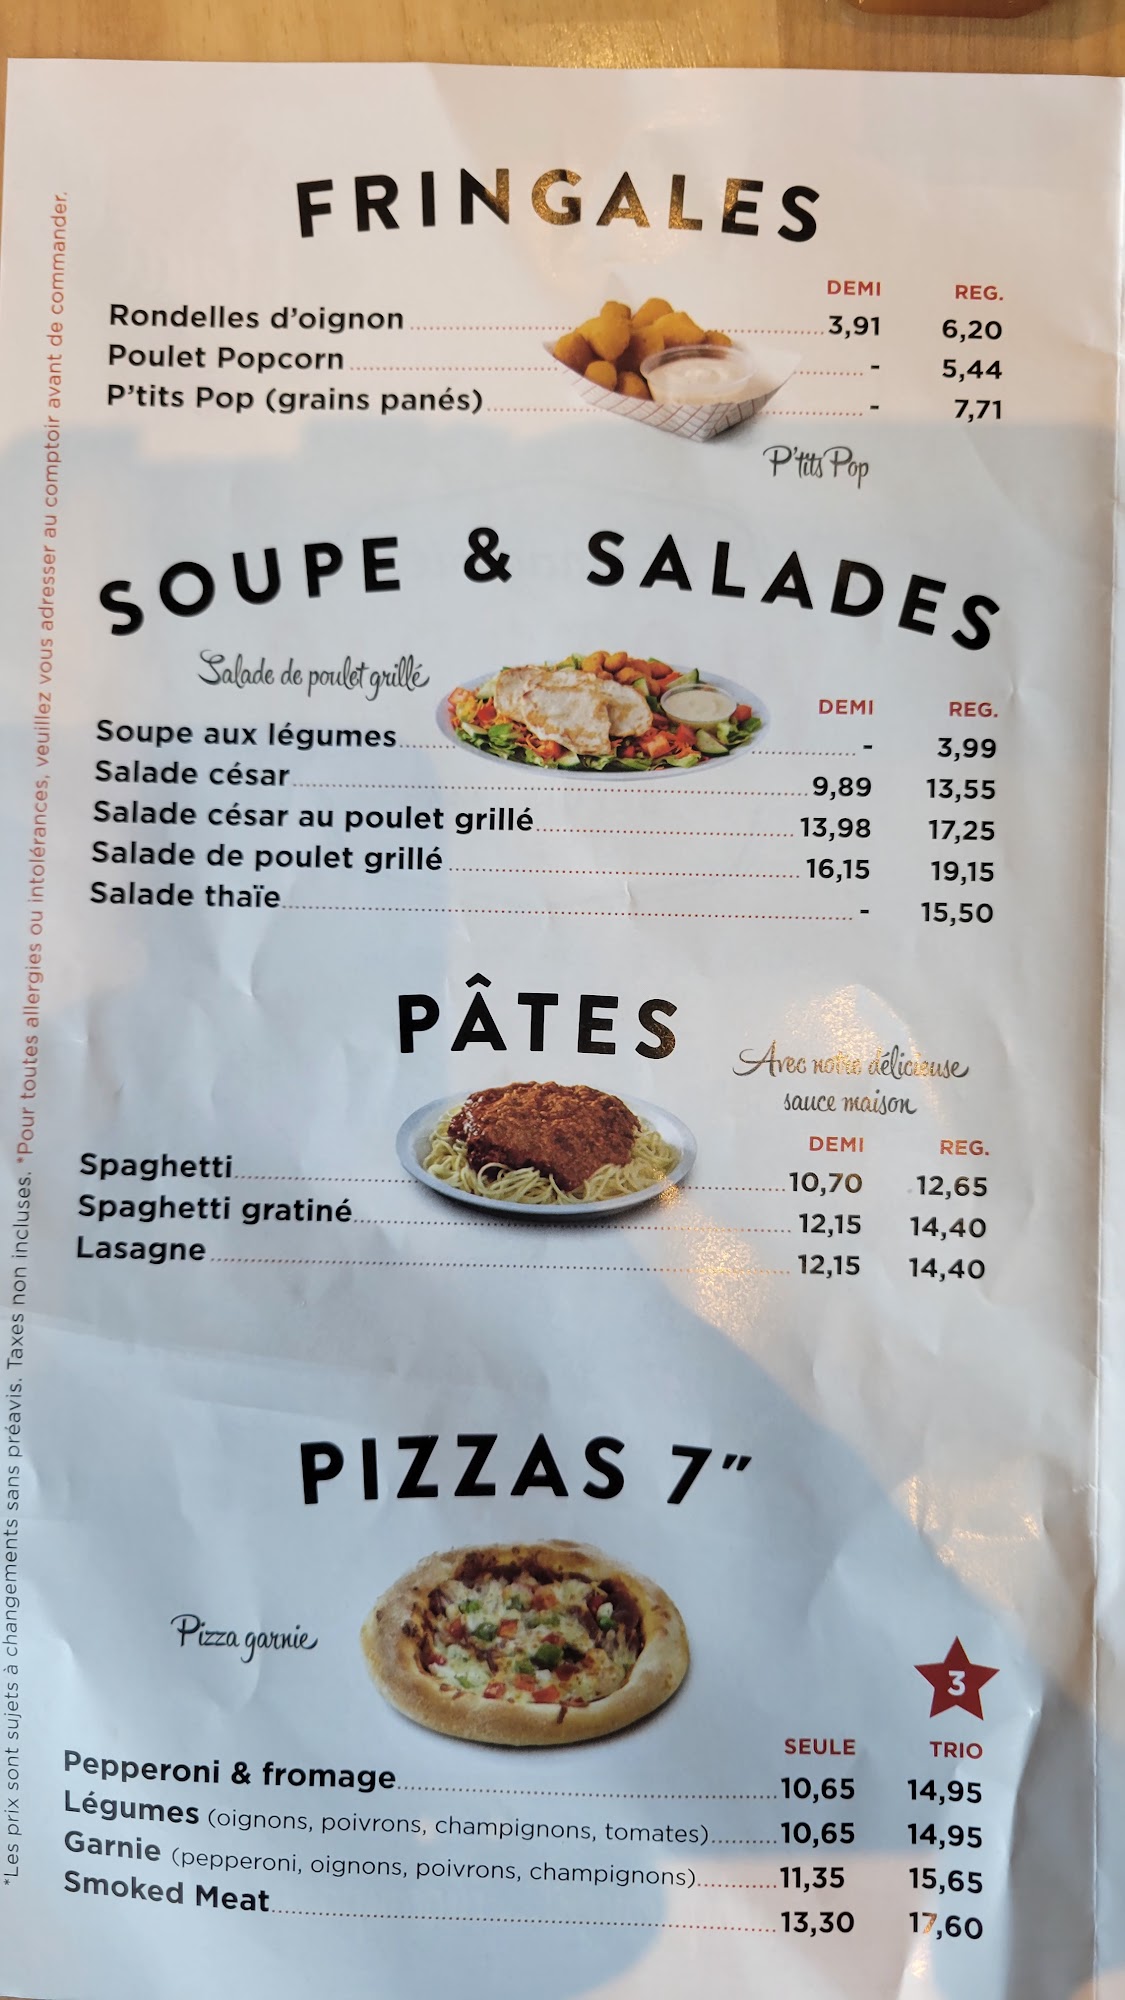 FRINGALES
DEMI REG.
Rondelles d'oignon 3,91 6,20
Poulet Popcorn - 5,44
P'tits Pop (grains panés) - 7,71
P'tits Pop
SOUPE & SALADES
Salade de poulet grillé
DEMI REG.
Soupe aux légumes - 3,99
Salade césar 9,89 13,55
Salade césar au poulet grillé 13,98 17,25
Salade de poulet grillé 16,15 19,15
Salade thaïe - 15,50
PÂTES
Avec notre délicieuse
sauce maison
DEMI REG.
Spaghetti 10,70 12,65
Spaghetti gratiné 12,15 14,40
Lasagne 12,15 14,40
PIZZAS 7"
Pizza garnie
3
SEULE TRIO
Pepperoni & fromage 10,65 14,95
Légumes (oignons, poivrons, champignons, tomates) 10,65 14,95
Garnie (pepperoni, oignons, poivrons, champignons) 11,35 15,65
Smoked Meat 13,30 17,60
*Les prix sont sujets à changements sans préavis. Taxes non incluses. *Pour toutes allergies ou intolérances, veuillez vous adresser au comptoir avant de commander.